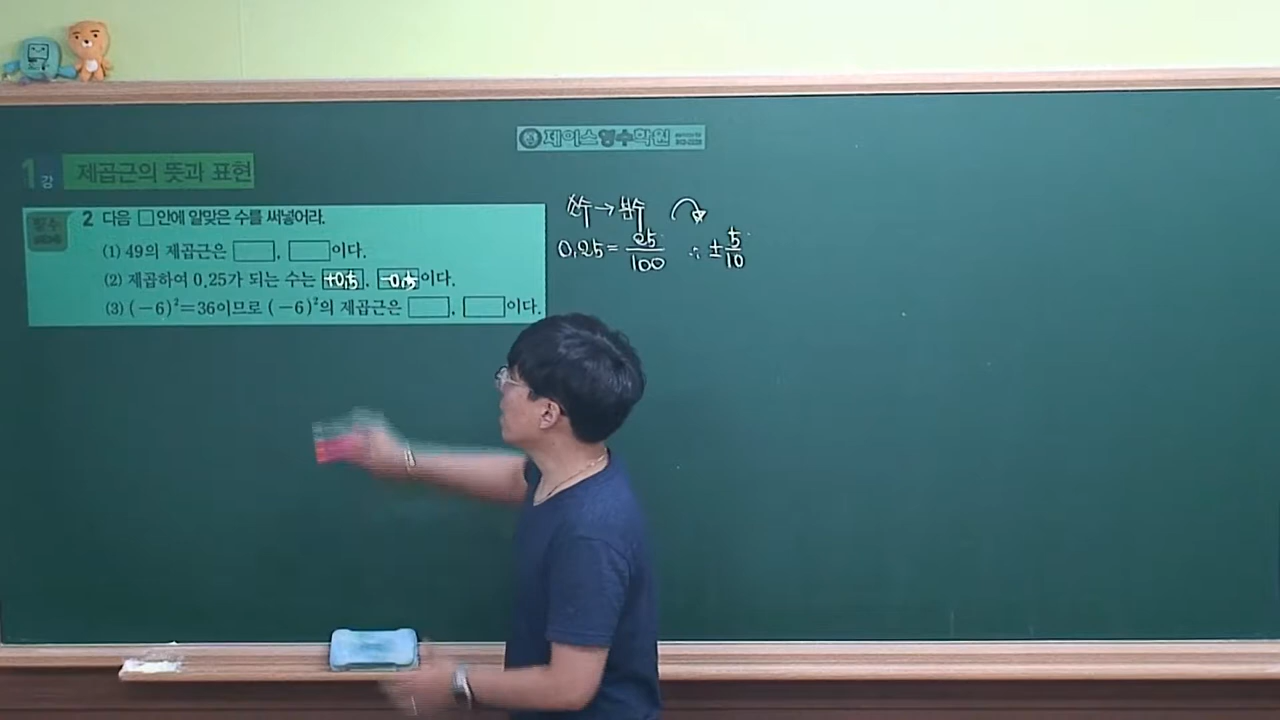 제이스영수학원
1강 제곱근의 뜻과 표현
2 다음 □안에 알맞은 수를 써넣어라.
(1) 49의 제곱근은 □, □이다.
(2) 제곱하여 0.25가 되는 수는 +0.5, -0.5이다.
(3) (-6)²=36이므로 (-6)²의 제곱근은 □, □이다.
소수→분수
0.25=25/100 ∴ ±5/10